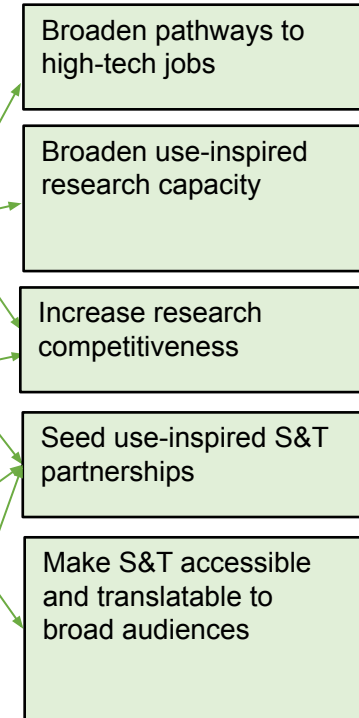 Broaden pathways to
high-tech jobs
Broaden use-inspired
research capacity
Increase research
competitiveness
Seed use-inspired S&T
partnerships
Make S&T accessible
and translatable to
broad audiences